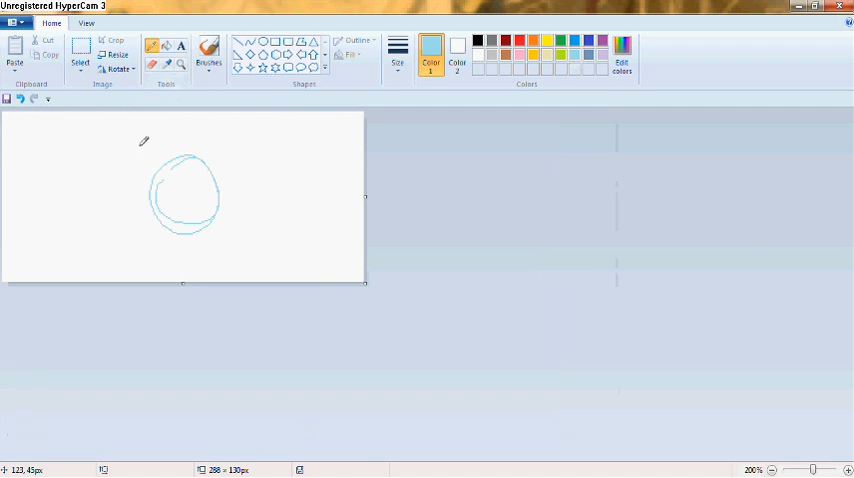 Unregistered HyperCam 3
Home View
Paste
Cut
Copy
Clipboard
Select
Crop
Resize
Rotate
Image
A
Tools
Brushes
Outline
Fill
Shapes
Size
Color
1
Color
2
Edit
colors
Colors
123, 45px
288 × 130px
200%